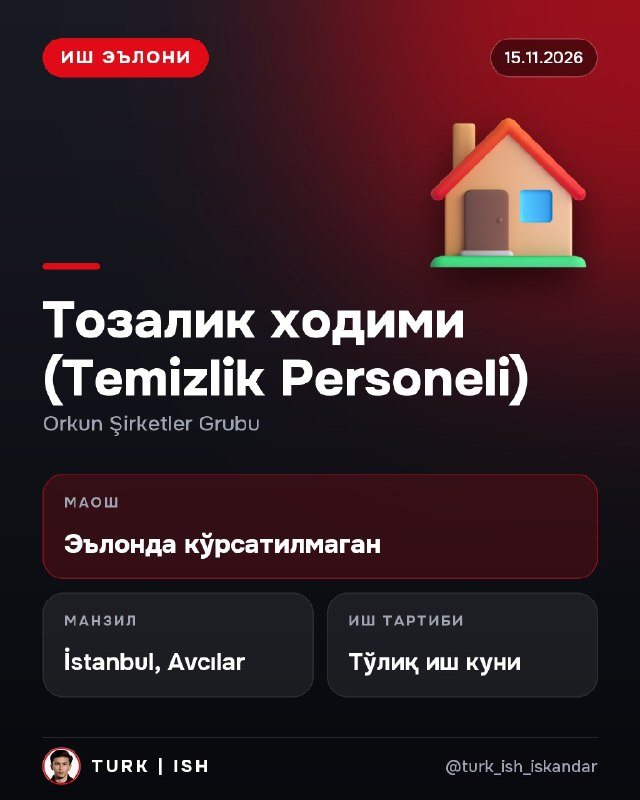 ИШ ЭЪЛОНИ
15.11.2026
Тозалик ходими
(Temizlik Personeli)
Orkun Şirketler Grubu
МАОШ
Эълонда кўрсатилмаган
МАНЗИЛ
İstanbul, Avcılar
ИШ ТАРТИБИ
Тўлиқ иш куни
TURK | ISH
@turk_ish_iskandar